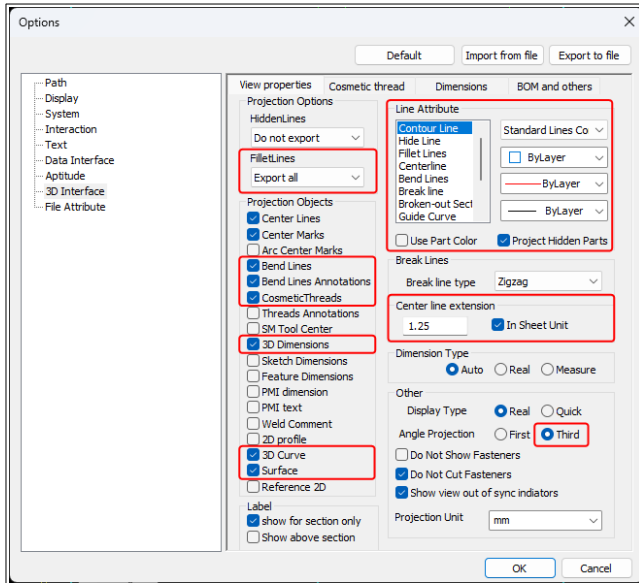 Options
Default
Import from file
Export to file
Path
Display
System
Interaction
Text
Data Interface
Aptitude
3D Interface
File Attribute
View properties
Cosmetic thread
Dimensions
BOM and others
Projection Options
HiddenLines
Do not export
FilletLines
Export all
Projection Objects
Center Lines
Center Marks
Arc Center Marks
Bend Lines
Bend Lines Annotations
CosmeticThreads
Threads Annotations
SM Tool Center
3D Dimensions
Sketch Dimensions
Feature Dimensions
PMI dimension
PMI text
Weld Comment
2D profile
3D Curve
Surface
Reference 2D
Label
show for section only
Show above section
Line Attribute
Contour Line
Hide Line
Fillet Lines
Centerline
Bend Lines
Break line
Broken-out Sect
Guide Curve
Standard Lines Co
ByLayer
ByLayer
ByLayer
Use Part Color
Project Hidden Parts
Break Lines
Break line type
Zigzag
Center line extension
1.25
In Sheet Unit
Dimension Type
Auto
Real
Measure
Other
Display Type
Real
Quick
Angle Projection
First
Third
Do Not Show Fasteners
Do Not Cut Fasteners
Show view out of sync indiators
Projection Unit
mm
OK
Cancel